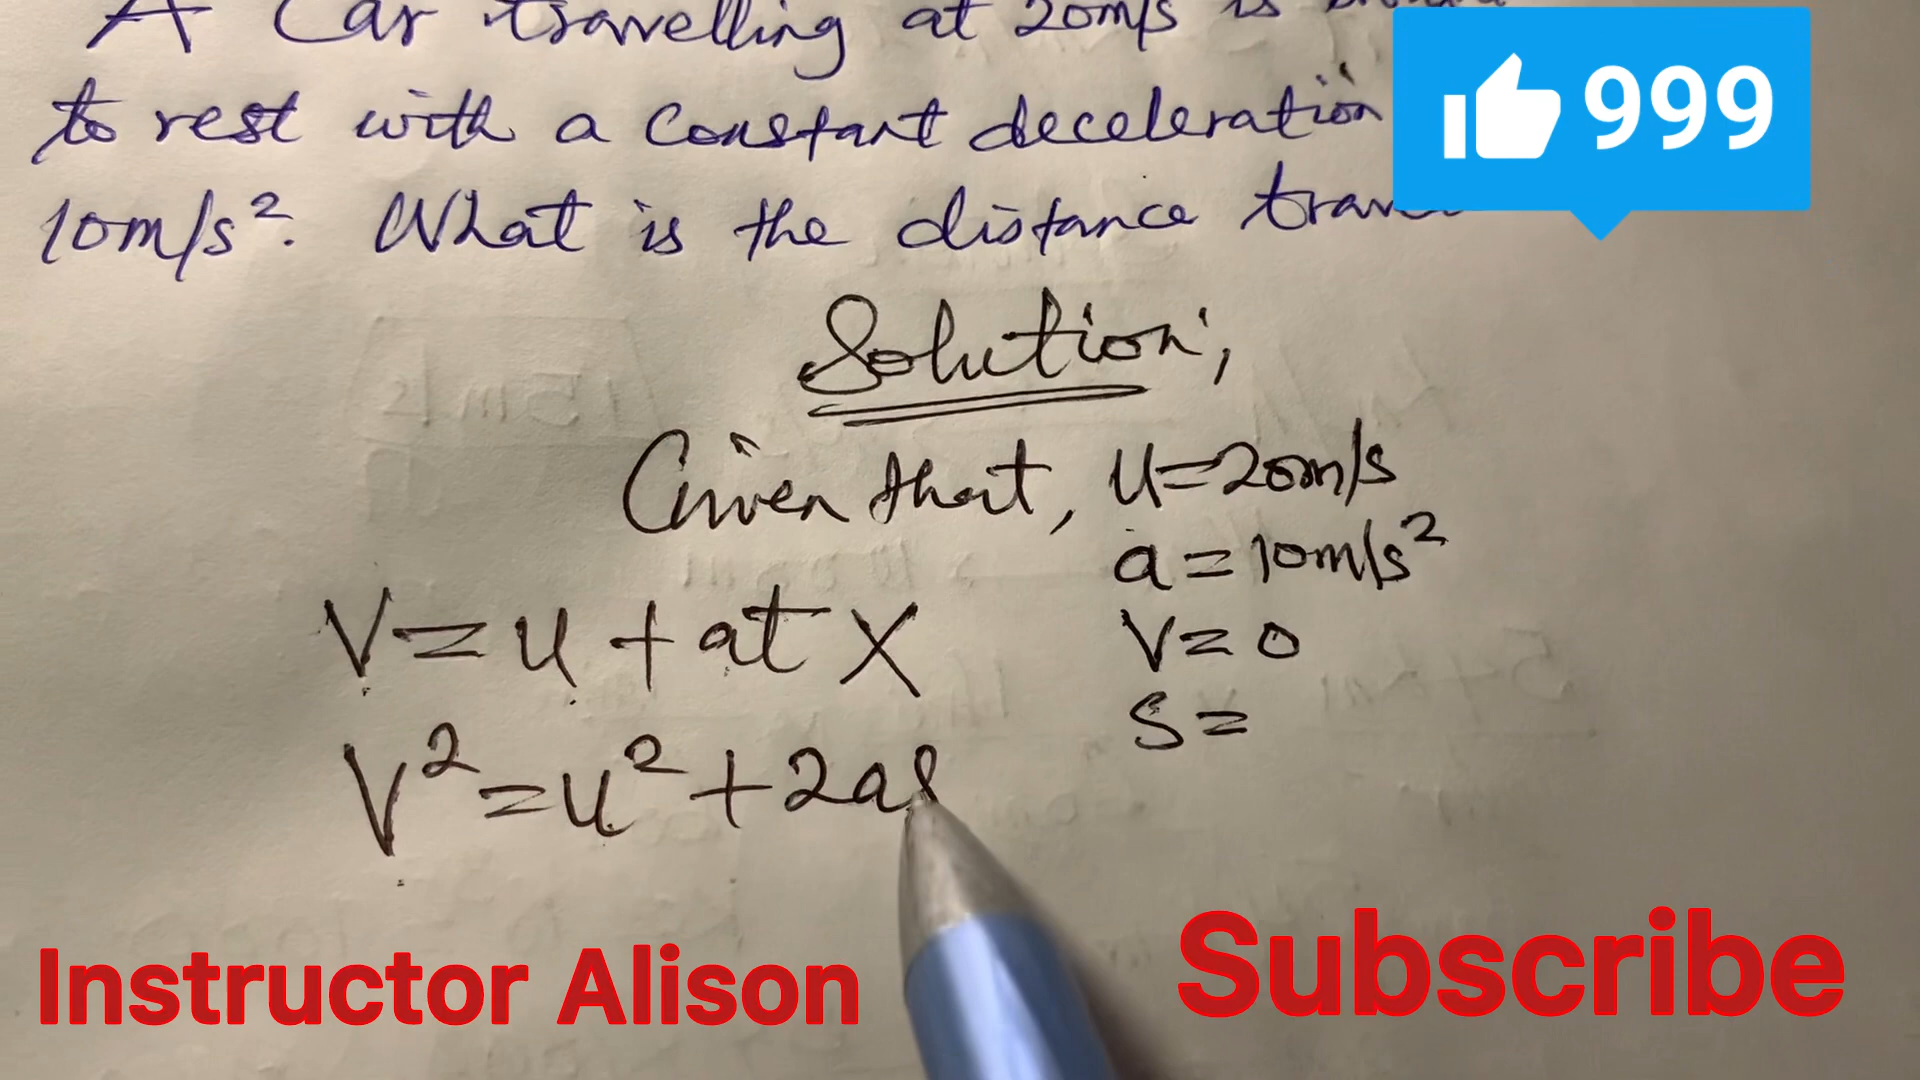 A Car travelling at 20m/s is
to rest with a constant deceleration
10m/s². What is the distance
999
Solution;
Given that, u=20m/s
a=10m/s²
V=u+at X
V=0
S=
V²=u²+2as
Instructor Alison
Subscribe